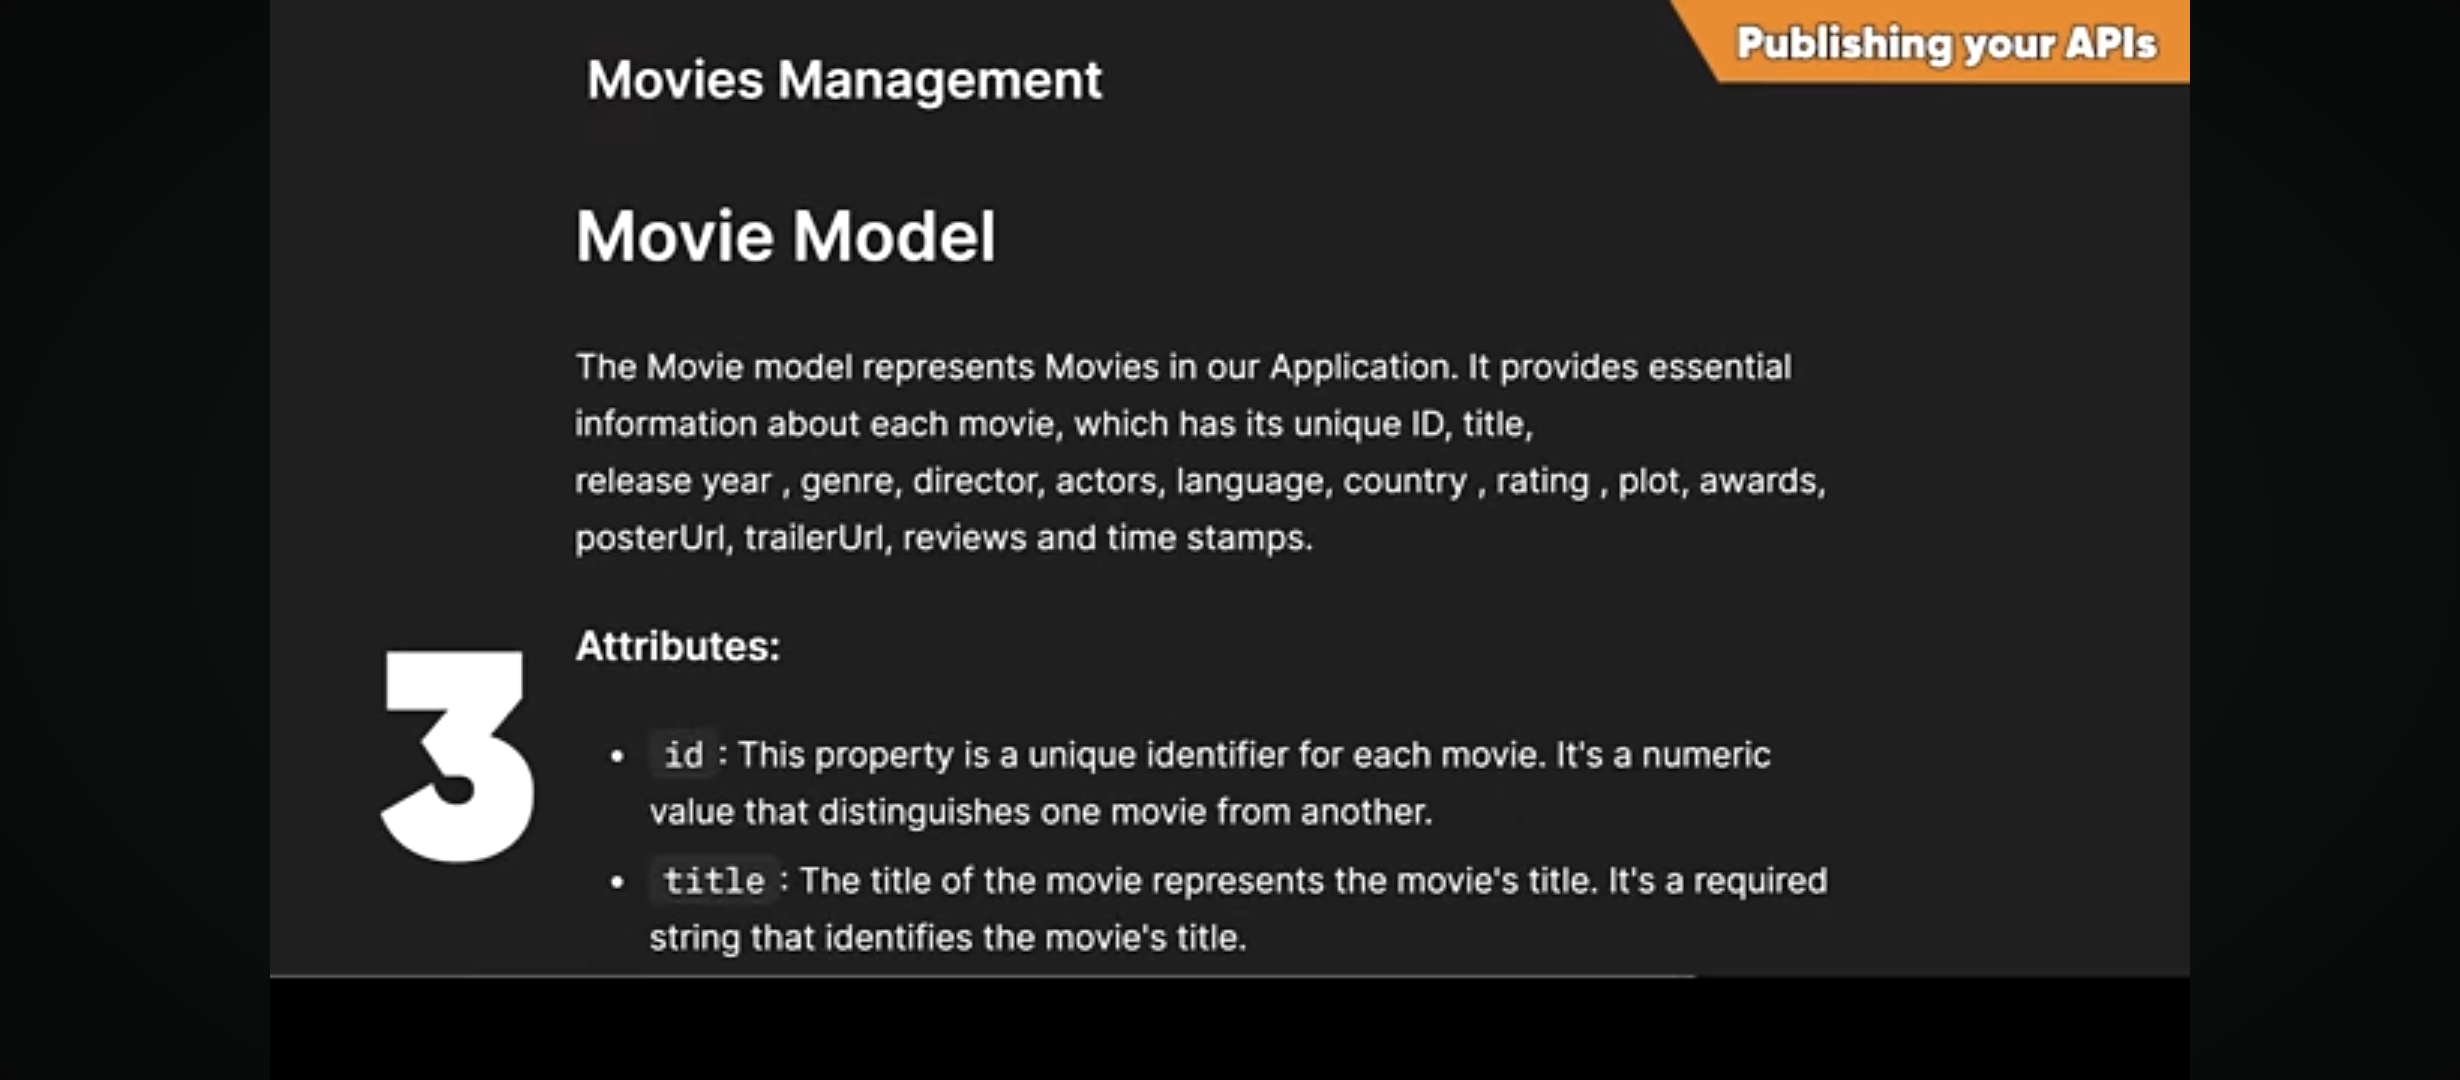 Publishing your APIs
Movies Management
Movie Model
The Movie model represents Movies in our Application. It provides essential
information about each movie, which has its unique ID, title,
release year , genre, director, actors, language, country , rating , plot, awards,
posterUrl, trailerUrl, reviews and time stamps.
3
Attributes:
• id : This property is a unique identifier for each movie. It's a numeric
value that distinguishes one movie from another.
• title : The title of the movie represents the movie's title. It's a required
string that identifies the movie's title.